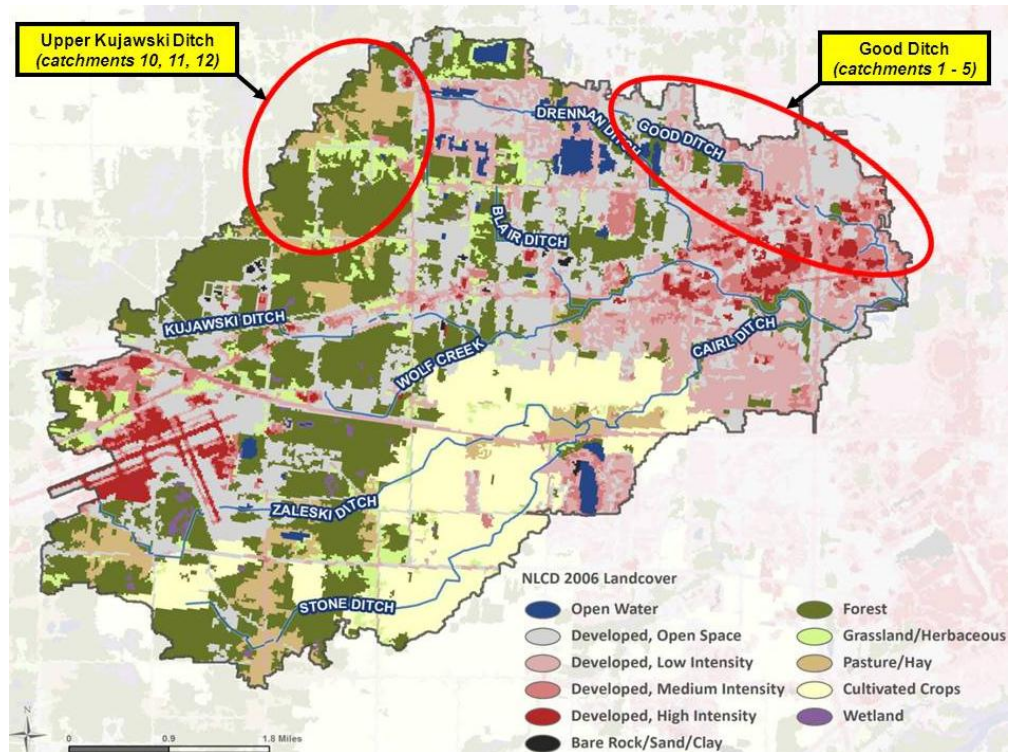 Upper Kujawski Ditch
(catchments 10, 11, 12)
Good Ditch
(catchments 1 - 5)
DRENNAN DITCH
GOOD DITCH
BLAIR DITCH
KUJAWSKI DITCH
WOLF CREEK
CAIRL DITCH
ZALESKI DITCH
STONE DITCH
NLCD 2006 Landcover
Open Water
Developed, Open Space
Developed, Low Intensity
Developed, Medium Intensity
Developed, High Intensity
Bare Rock/Sand/Clay
Forest
Grassland/Herbaceous
Pasture/Hay
Cultivated Crops
Wetland
N
0 0.9 1.8 Miles